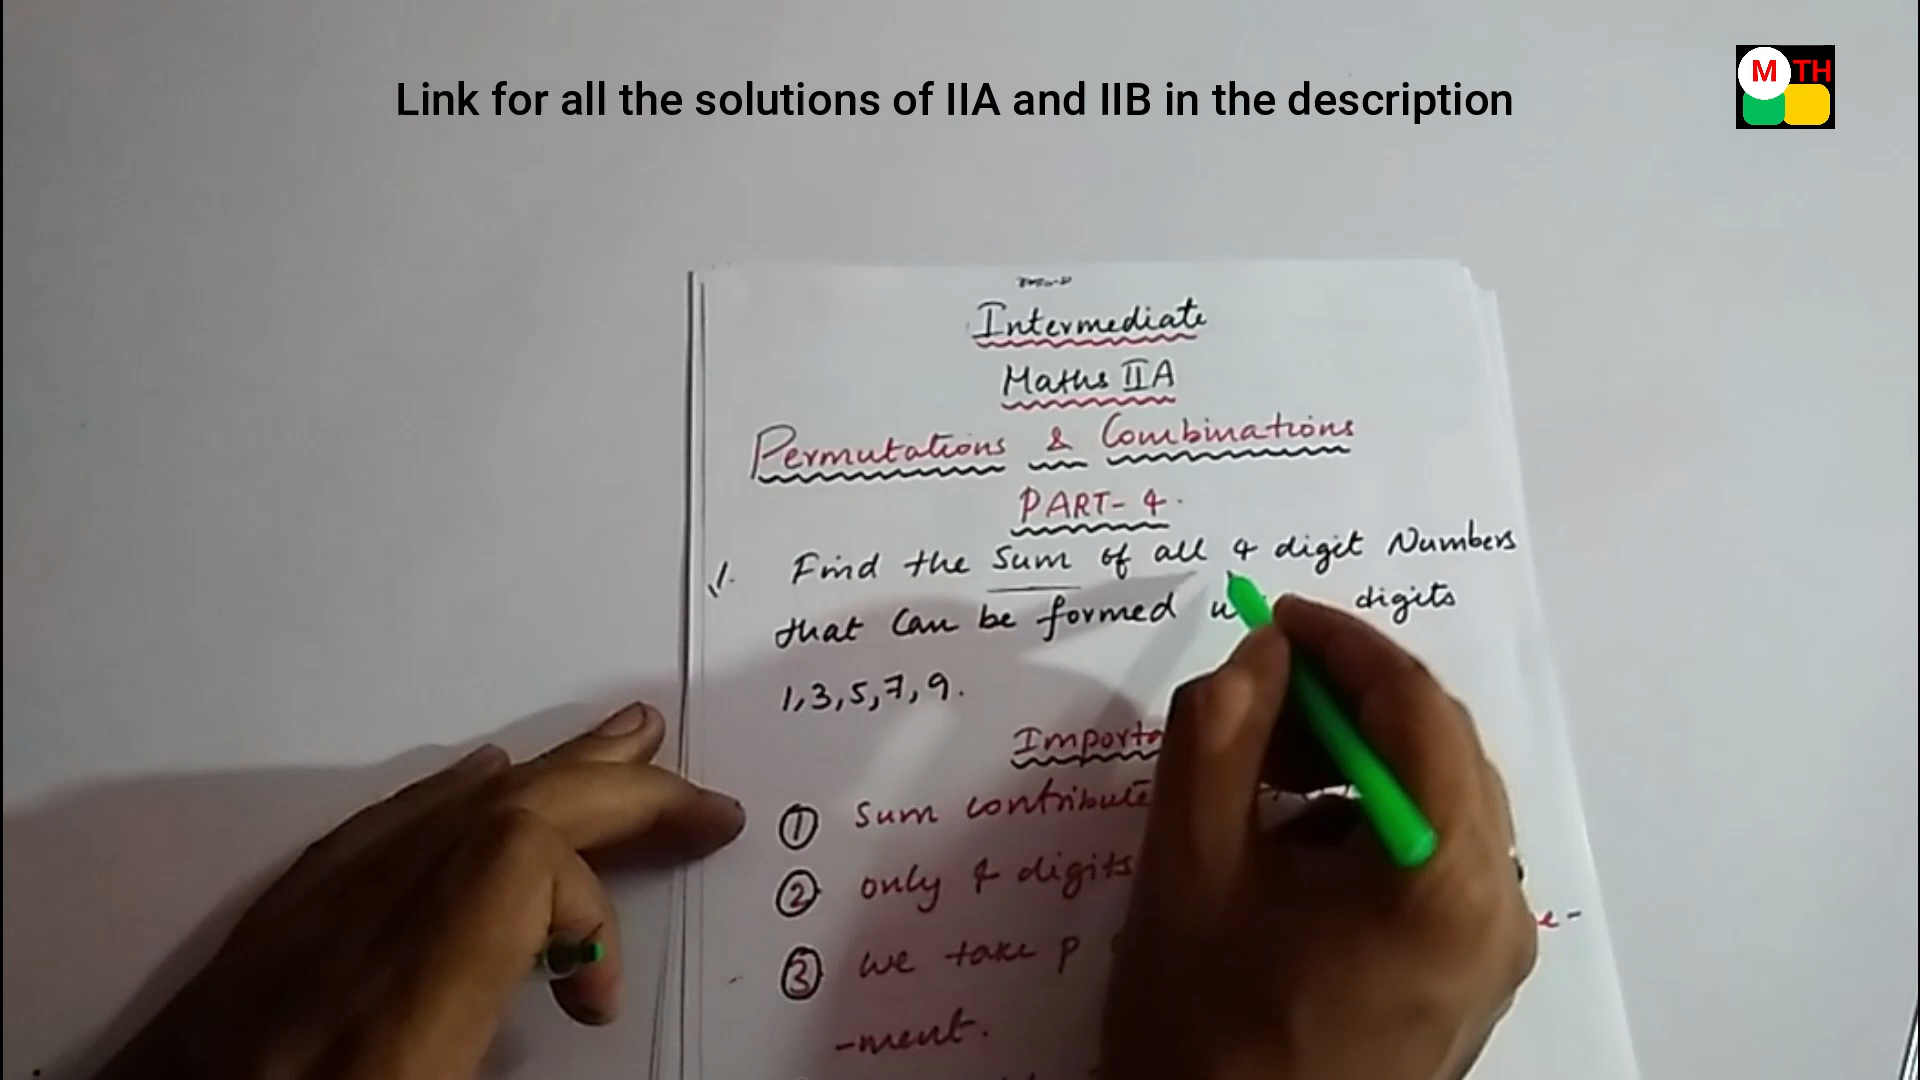 Link for all the solutions of IIA and IIB in the description
M TH
Intermediate
Maths IIA
Permutations & Combinations
PART- 4.
1. Find the Sum of all 4 digit Numbers
that can be formed digits
1,3,5,7,9.
① Sum contribute
② only 4 digits
③ we take p
-ment.